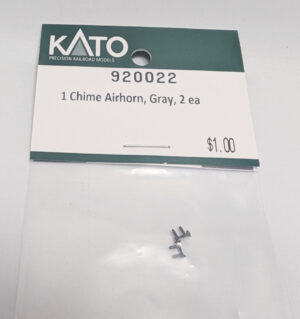 KATO
PRECISION RAILROAD MODELS
920022
1 Chime Airhorn, Gray, 2 ea
$1.00